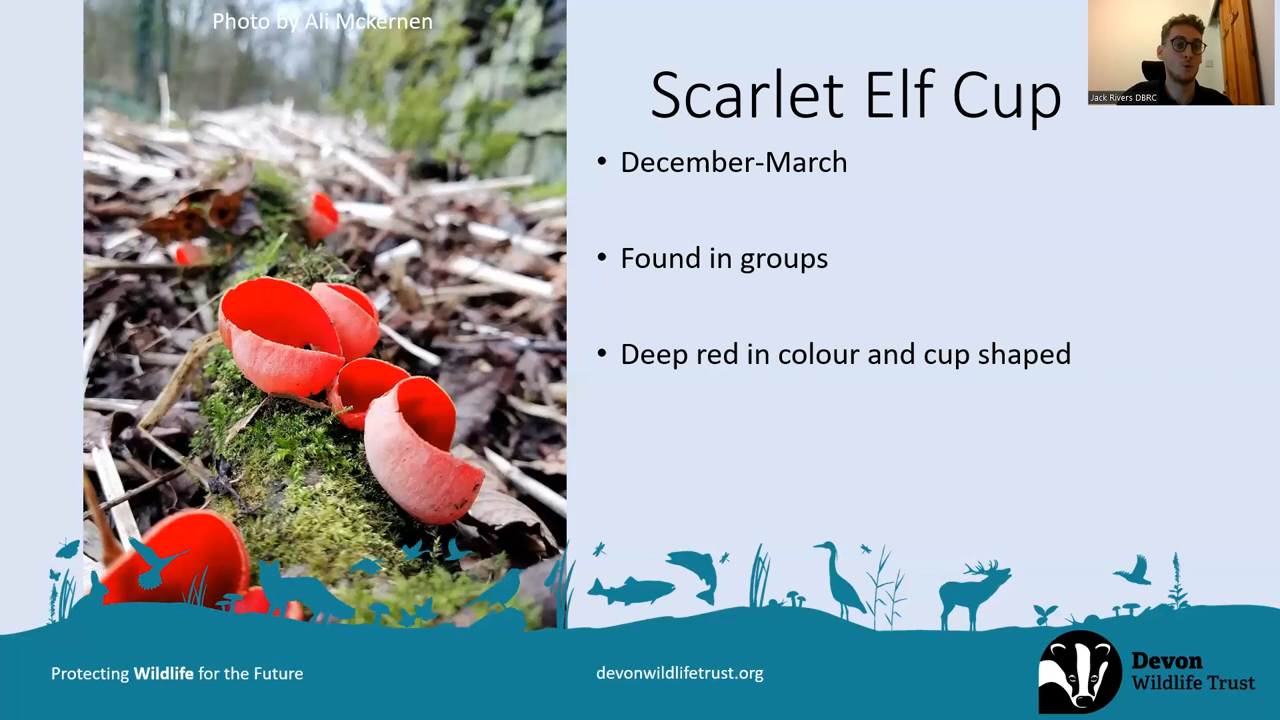 Photo by Ali Mckernen
Scarlet Elf Cup
Jack Rivers DBRC
• December-March
• Found in groups
• Deep red in colour and cup shaped
Protecting Wildlife for the Future
devonwildlifetrust.org
Devon
Wildlife Trust